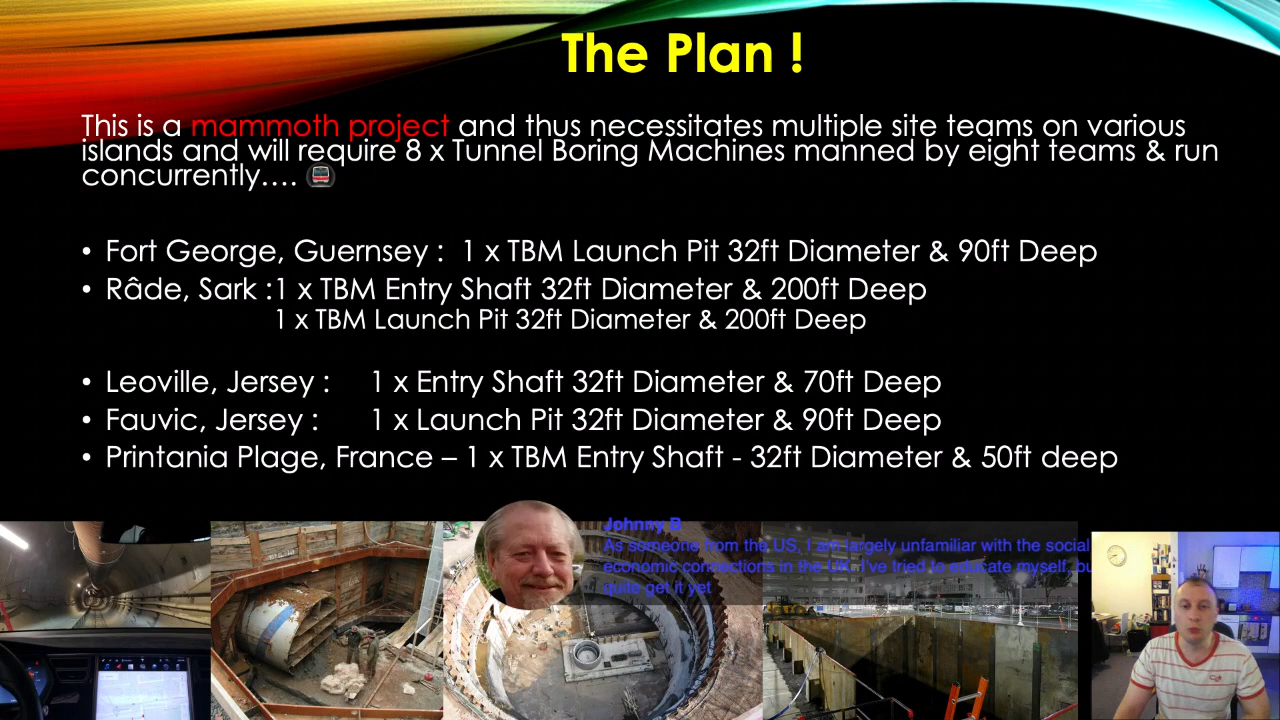 The Plan !
This is a mammoth project and thus necessitates multiple site teams on various
islands and will require 8 x Tunnel Boring Machines manned by eight teams & run
concurrently….
• Fort George, Guernsey : 1 x TBM Launch Pit 32ft Diameter & 90ft Deep
• Râde, Sark :1 x TBM Entry Shaft 32ft Diameter & 200ft Deep
1 x TBM Launch Pit 32ft Diameter & 200ft Deep
• Leoville, Jersey : 1 x Entry Shaft 32ft Diameter & 70ft Deep
• Fauvic, Jersey : 1 x Launch Pit 32ft Diameter & 90ft Deep
• Printania Plage, France – 1 x TBM Entry Shaft - 32ft Diameter & 50ft deep
Johnny B
As someone from the US, I am largely unfamiliar with the social
economic connections in the UK. I've tried to educate myself, bu
quite get it yet